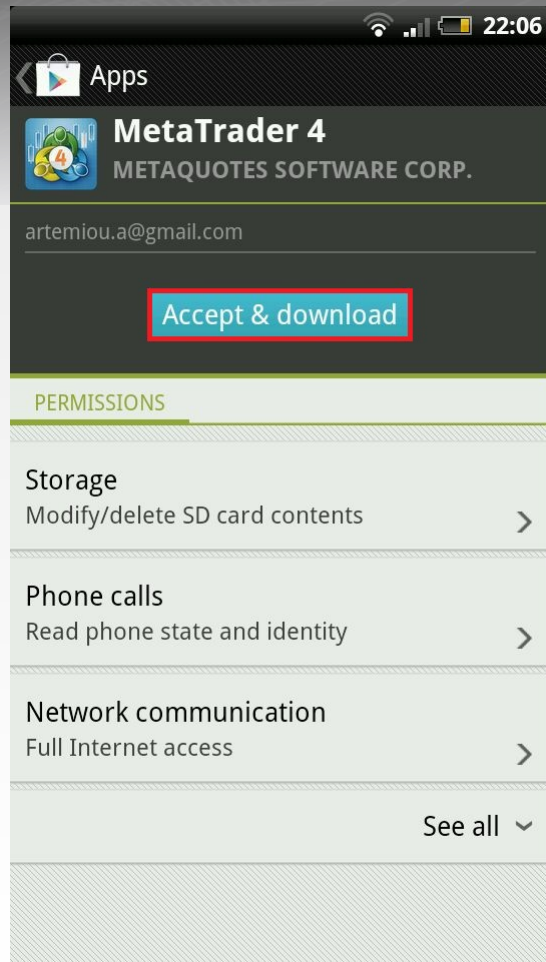 22:06
Apps
4
MetaTrader 4
METAQUOTES SOFTWARE CORP.
artemiou.a@gmail.com
Accept & download
PERMISSIONS
Storage
Modify/delete SD card contents
Phone calls
Read phone state and identity
Network communication
Full Internet access
See all